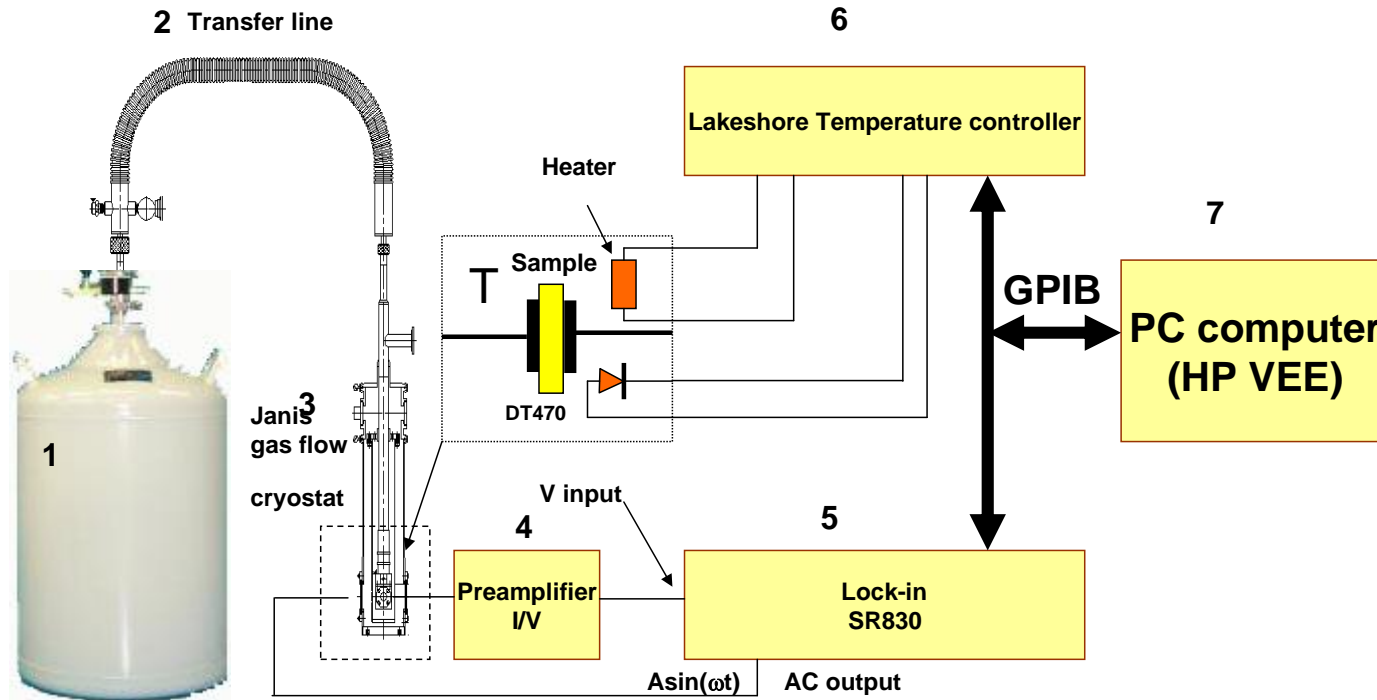 2 Transfer line
6
Lakeshore Temperature controller
Heater
7
Sample
T
GPIB
PC computer
(HP VEE)
DT470
3
Janis
gas flow
cryostat
1
V input
4
5
Preamplifier
I/V
Lock-in
SR830
Asin(ωt) AC output